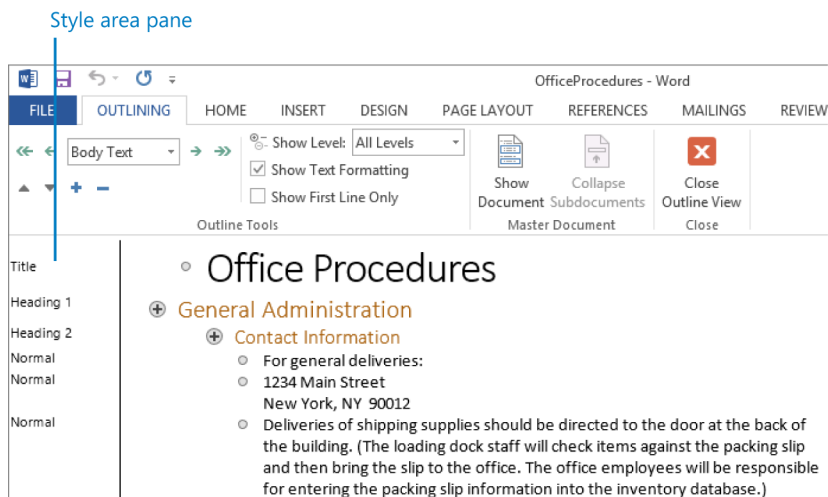 Style area pane
OfficeProcedures - Word
FILE OUTLINING HOME INSERT DESIGN PAGE LAYOUT REFERENCES MAILINGS REVIEW
Body Text
Show Level: All Levels
Show Text Formatting
Show First Line Only
Show Document
Collapse Subdocuments
Close Outline View
Outline Tools Master Document Close
Title Office Procedures
Heading 1 General Administration
Heading 2 Contact Information
Normal For general deliveries:
Normal 1234 Main Street
New York, NY 90012
Normal Deliveries of shipping supplies should be directed to the door at the back of
the building. (The loading dock staff will check items against the packing slip
and then bring the slip to the office. The office employees will be responsible
for entering the packing slip information into the inventory database.)